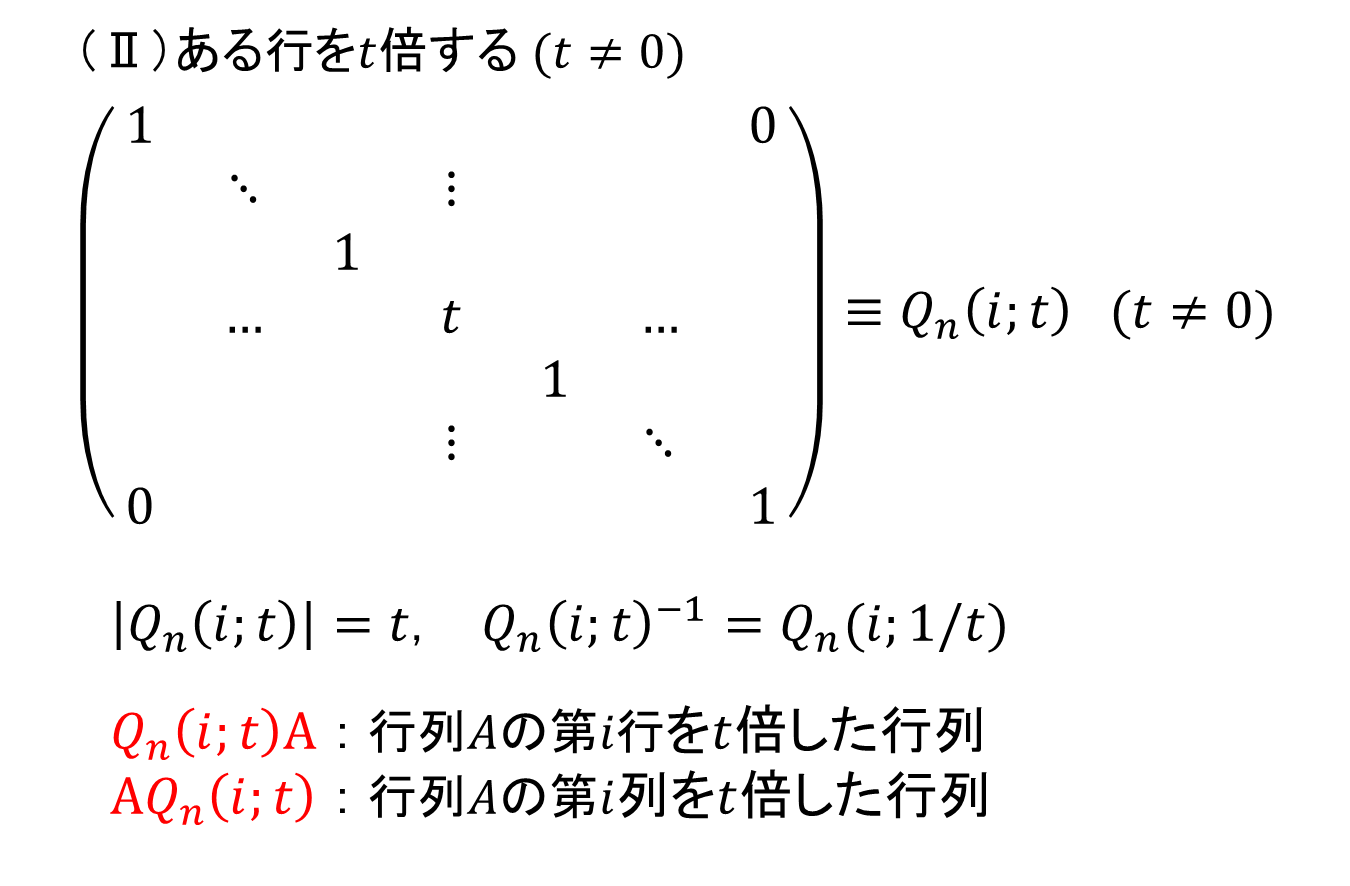 （Ⅱ）ある行をt倍する (t ≠ 0)
1 0
⋱ ⋮
1
… t … ≡ Qₙ(i; t) (t ≠ 0)
1
⋮ ⋱
0 1
|Qₙ(i; t)| = t, Qₙ(i; t)⁻¹ = Qₙ(i; 1/t)
Qₙ(i; t)A：行列Aの第i行をt倍した行列
AQₙ(i; t)：行列Aの第i列をt倍した行列